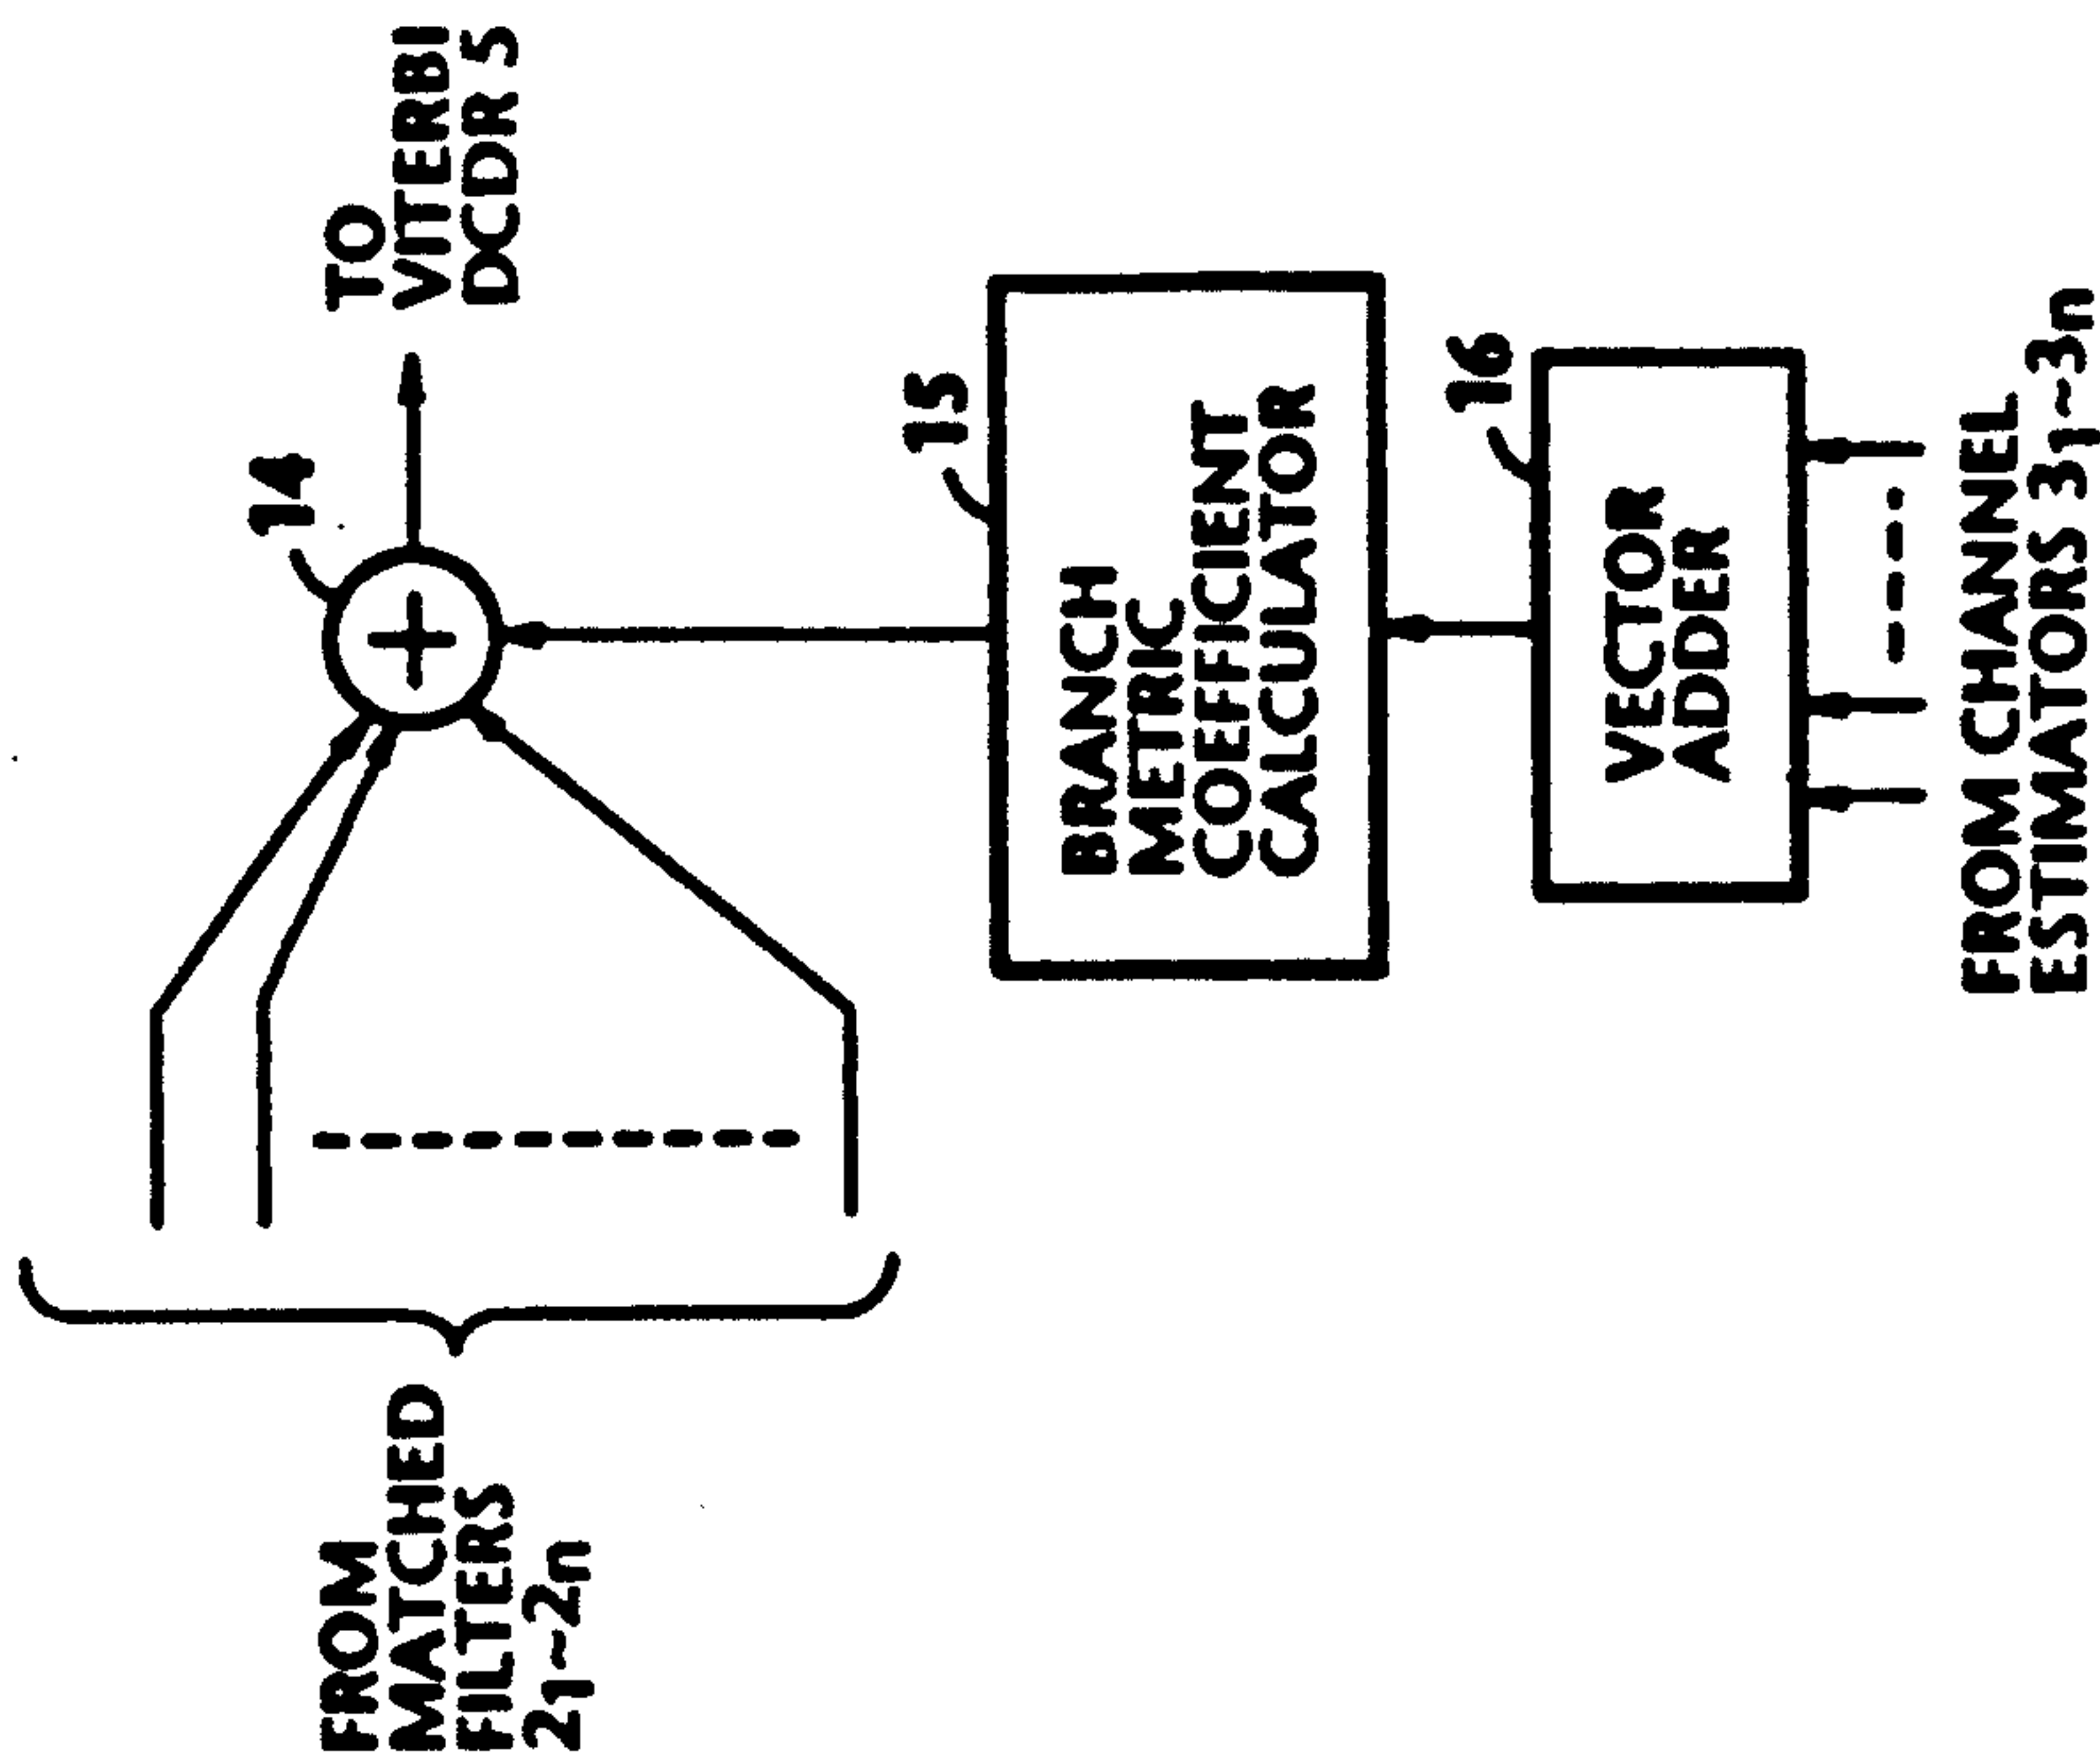 FROM
MATCHED
FILTERS
21~2n
14
TO
VITERBI
DCDR 5
15
BRANCH
METRIC
COEFFICIENT
CALCULATOR
16
VECTOR
ADDER
FROM CHANNEL
ESTIMATORS 31~3n